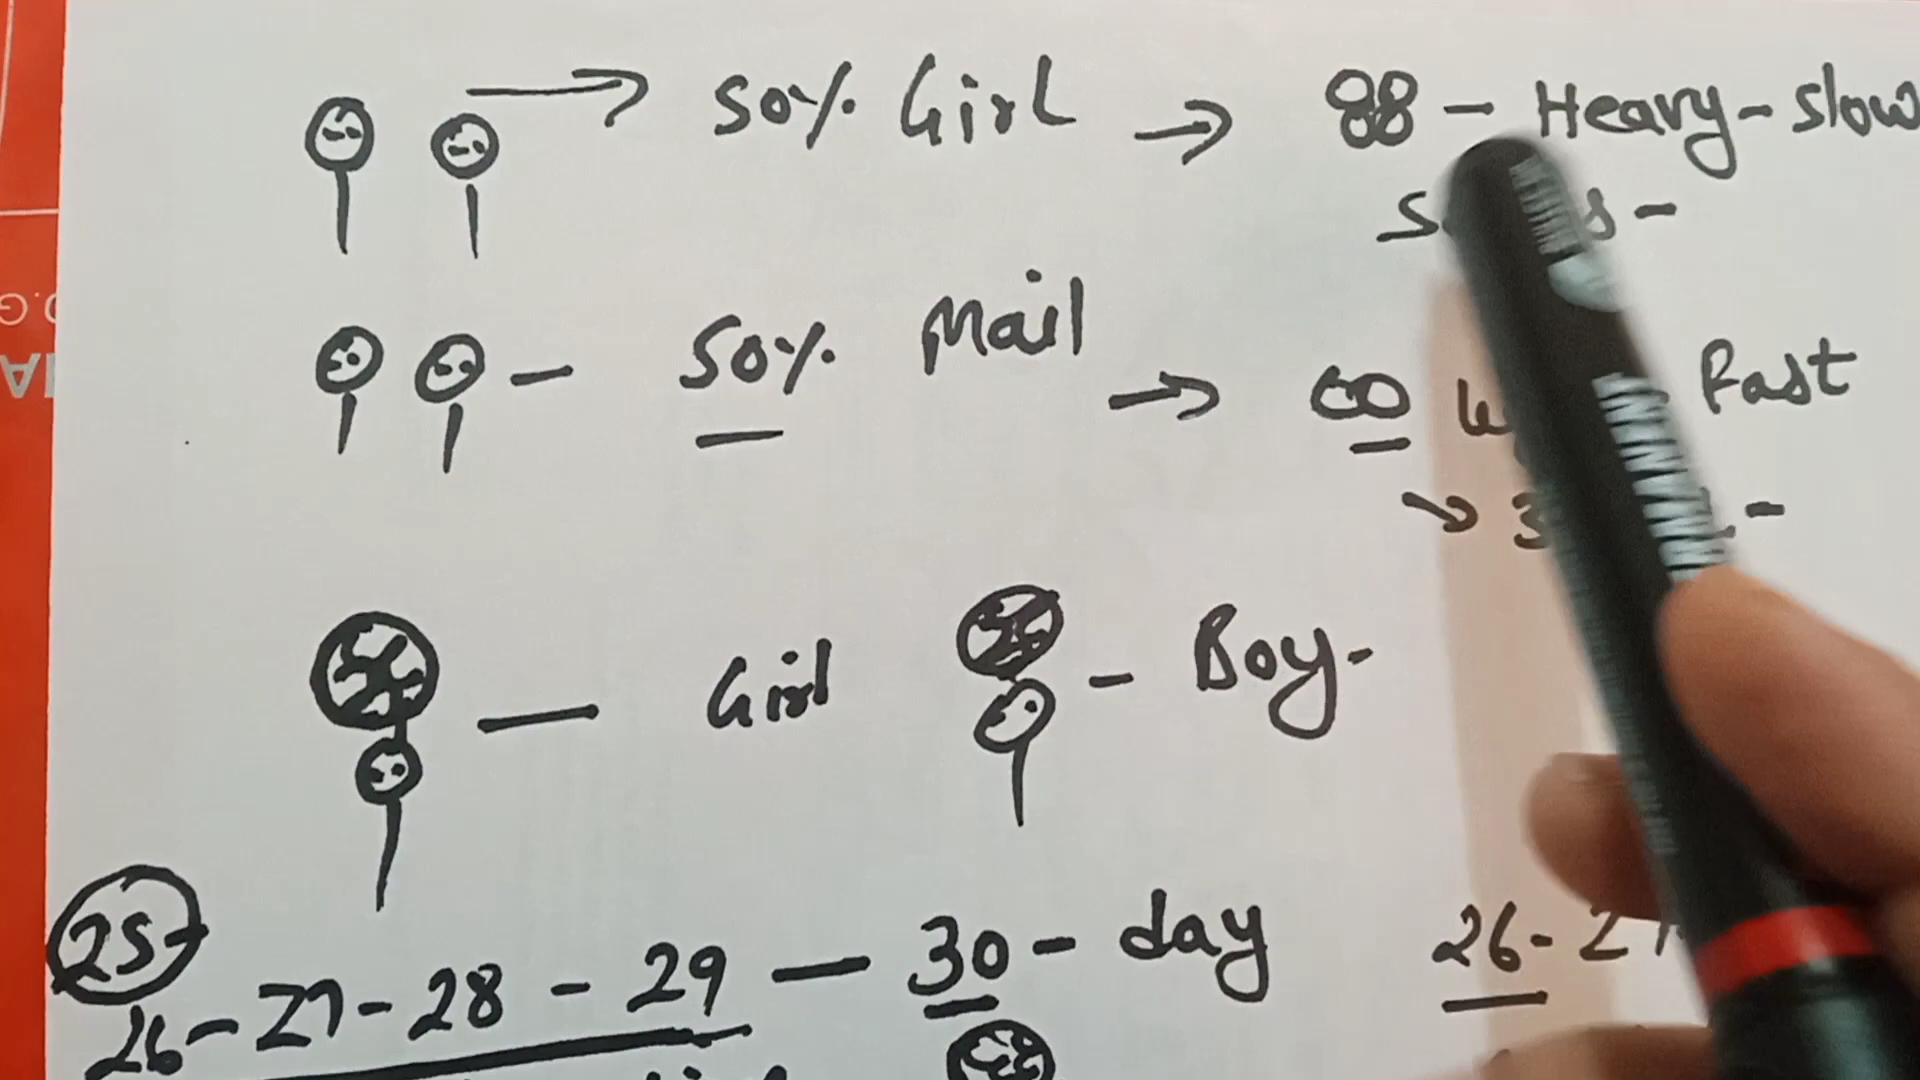 50% Girl → 88 - Heavy - slow
50% Mail → 00 Fast
Girl - Boy -
25
26 - 27 - 28 - 29 - 30 - day 26 -